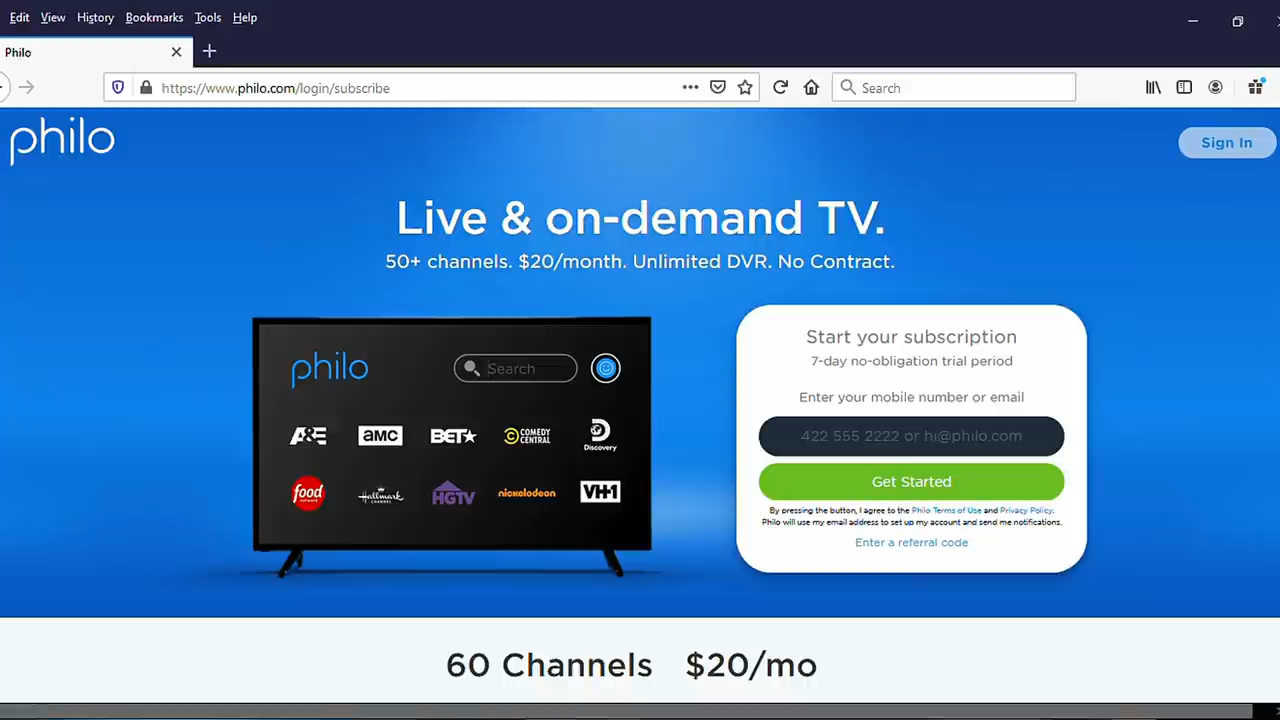 Edit View History Bookmarks Tools Help
Philo
https://www.philo.com/login/subscribe
Search
philo
Sign In
Live & on-demand TV.
50+ channels. $20/month. Unlimited DVR. No Contract.
philo
Search
A&E aMC BET COMEDY CENTRAL Discovery
food NETWORK Hallmark CHANNEL HGTV nickelodeon VH1
Start your subscription
7-day no-obligation trial period
Enter your mobile number or email
422 555 2222 or hi@philo.com
Get Started
By pressing the button, I agree to the Philo Terms of Use and Privacy Policy.
Philo will use my email address to set up my account and send me notifications.
Enter a referral code
60 Channels $20/mo